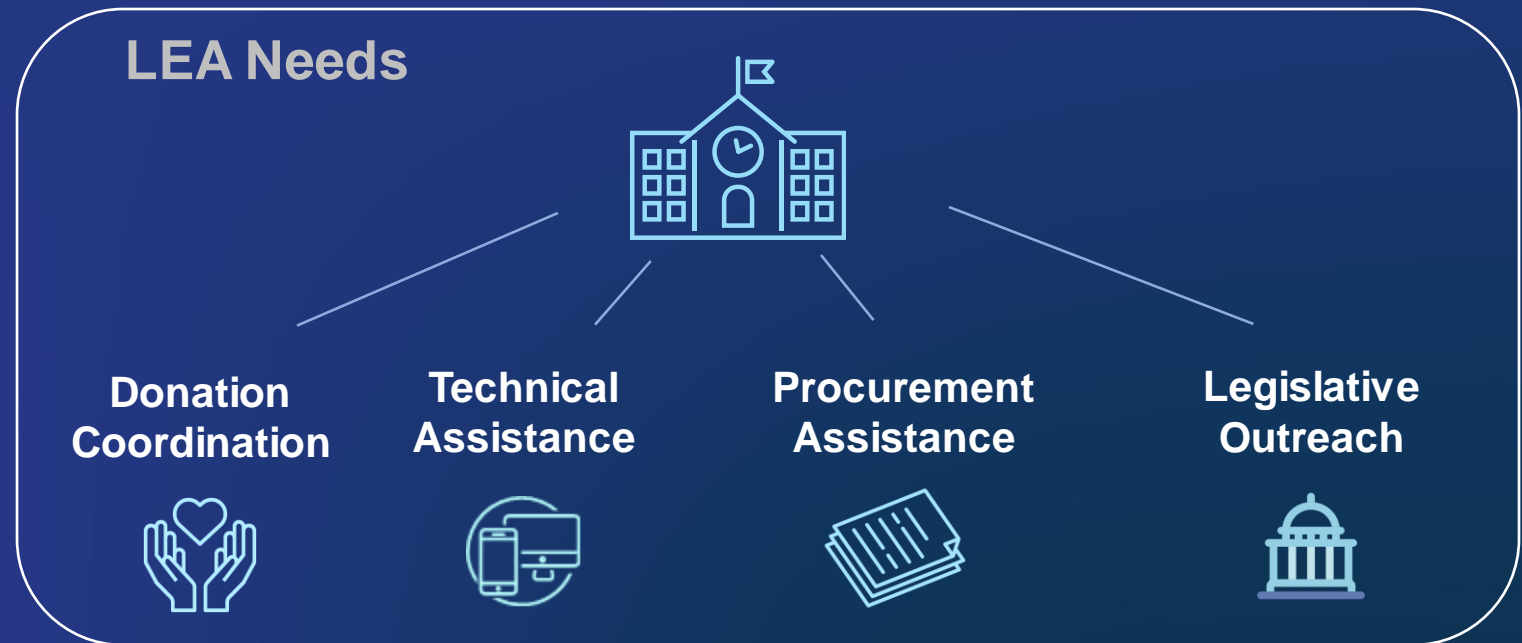 LEA Needs
Donation
Coordination
Technical
Assistance
Procurement
Assistance
Legislative
Outreach